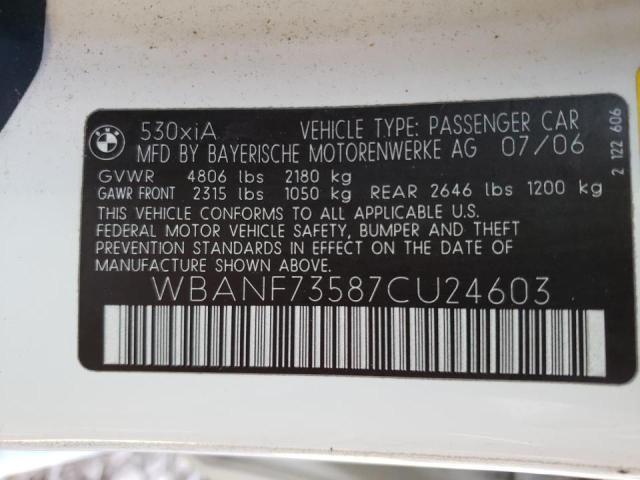 BMW
530xiA VEHICLE TYPE: PASSENGER CAR
MFD BY BAYERISCHE MOTORENWERKE AG 07/06
GVWR 4806 lbs 2180 kg
GAWR FRONT 2315 lbs 1050 kg REAR 2646 lbs 1200 kg
THIS VEHICLE CONFORMS TO ALL APPLICABLE U.S.
FEDERAL MOTOR VEHICLE SAFETY, BUMPER AND THEFT
PREVENTION STANDARDS IN EFFECT ON THE DATE OF
MANUFACTURE SHOWN ABOVE.
WBANF73587CU24603
2 122 606